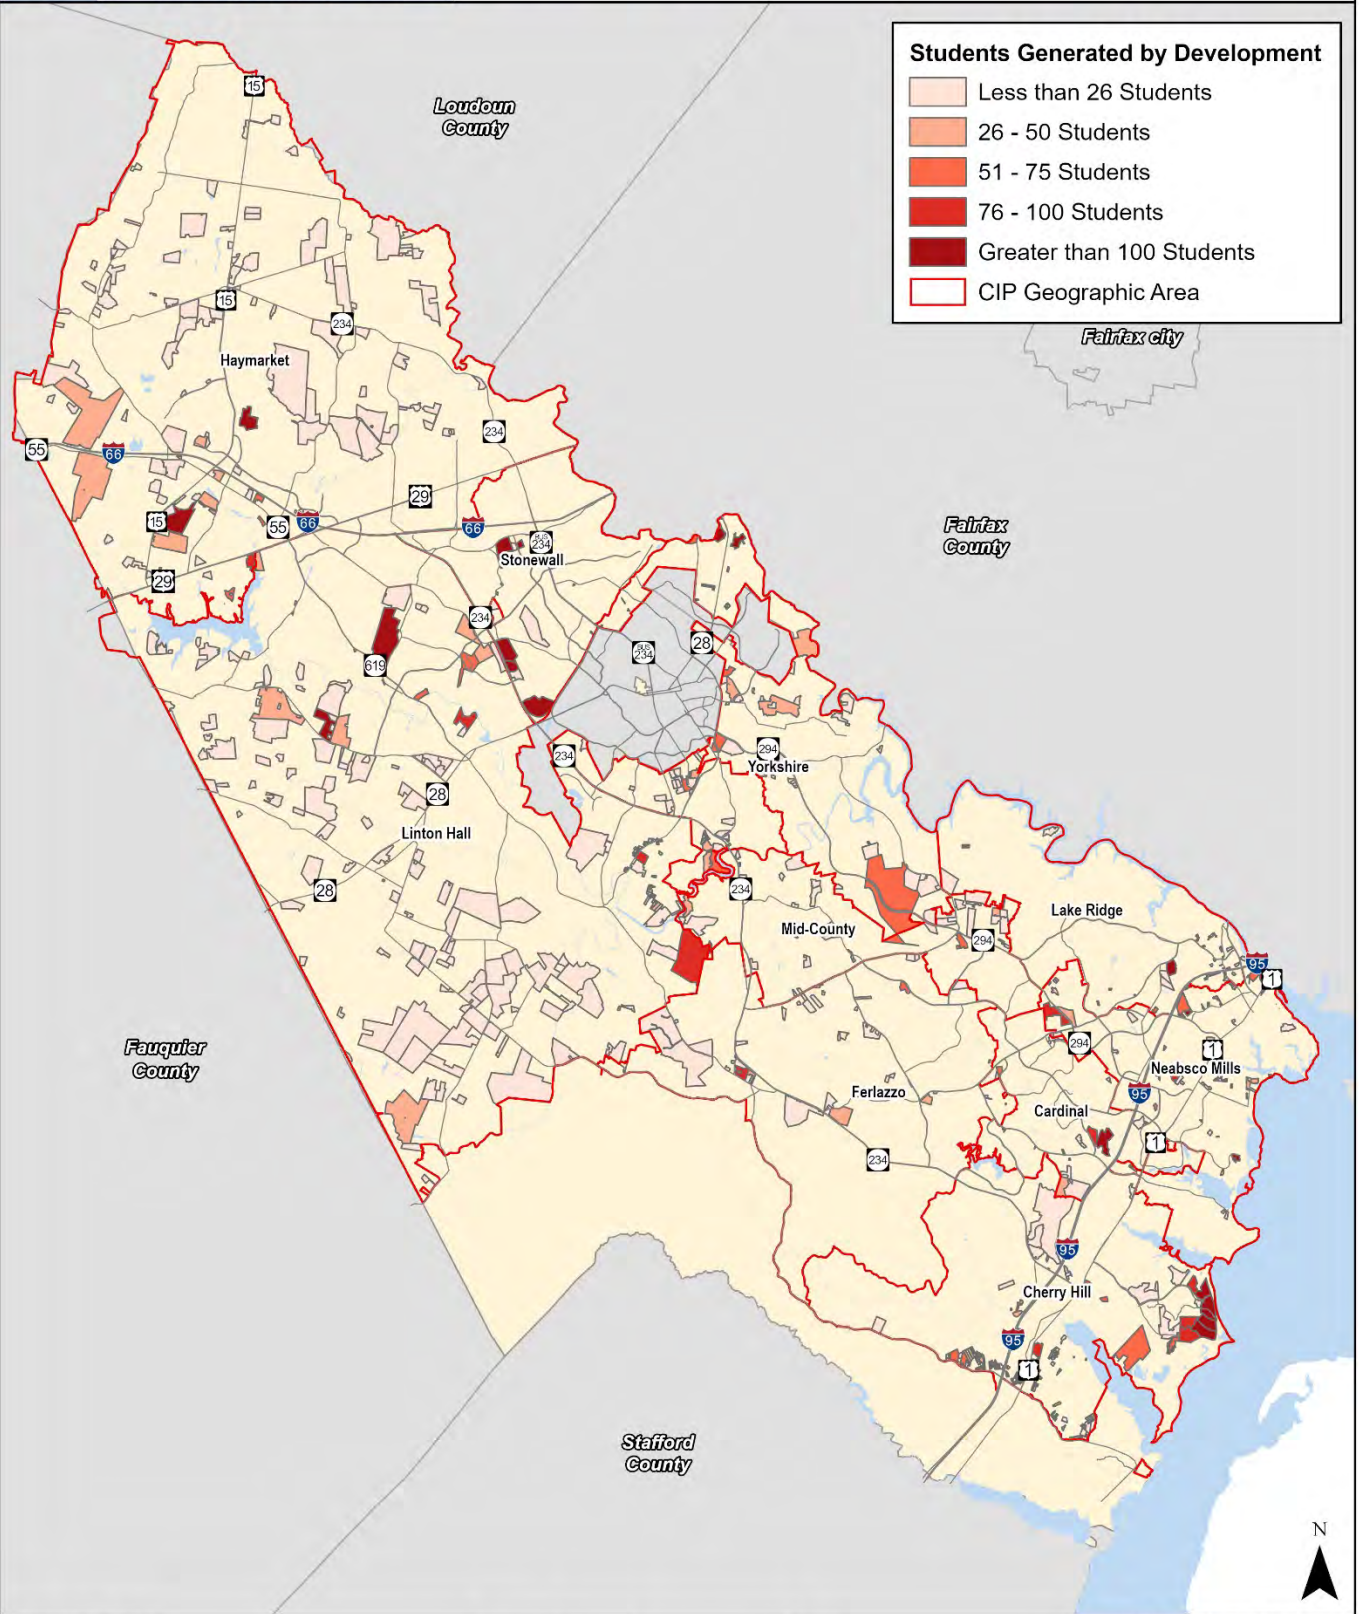 Students Generated by Development
Less than 26 Students
26 - 50 Students
51 - 75 Students
76 - 100 Students
Greater than 100 Students
CIP Geographic Area
15
Loudoun
County
15
234
Fairfax city
Haymarket
234
55
66
29
15
55
66
66
BUS
234
Fairfax
County
Stonewall
29
234
28
BUS
234
619
234
294
Yorkshire
28
Linton Hall
28
234
Lake Ridge
Mid-County
294
95
1
Fauquier
County
294
1
Neabsco Mills
Ferlazzo
95
Cardinal
1
234
95
Cherry Hill
95
1
Stafford
County
N